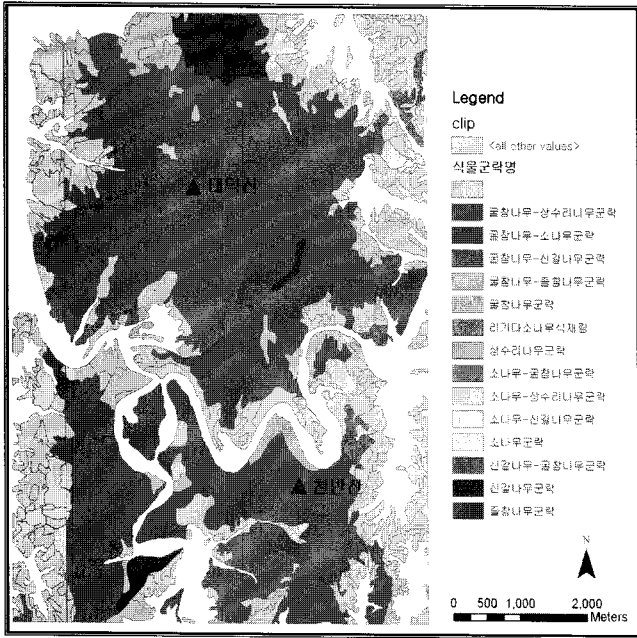 Legend
clip
<all other values>
식물군락명
굴참나무-상수리나무군락
굴참나무-소나무군락
굴참나무-신갈나무군락
굴참나무-졸참나무군락
굴참나무군락
리기다소나무식재림
상수리나무군락
소나무-굴참나무군락
소나무-상수리나무군락
소나무-신갈나무군락
소나무군락
신갈나무-굴참나무군락
신갈나무군락
졸참나무군락
대덕산
천반산
N
0 500 1,000 2,000
Meters